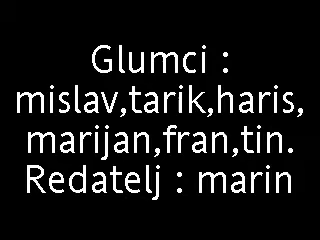 Glumci :
mislav,tarik,haris,
marijan,fran,tin.
Redatelj : marin